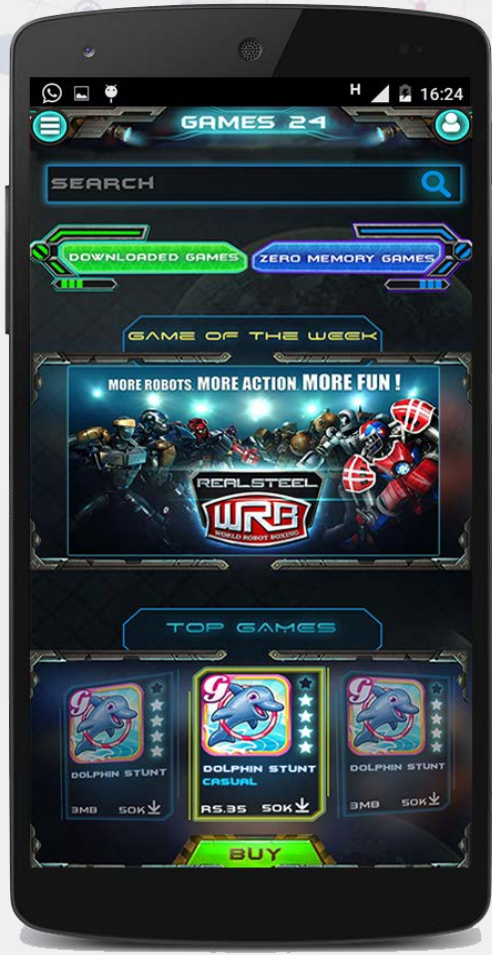 H 16:24
GAMES 24
SEARCH
DOWNLOADED GAMES ZERO MEMORY GAMES
GAME OF THE WEEK
MORE ROBOTS. MORE ACTION. MORE FUN !
REAL STEEL
WRB
WORLD ROBOT BOXING
TOP GAMES
G G G
DOLPHIN STUNT DOLPHIN STUNT DOLPHIN STUNT
CASUAL
3MB 50K RS.35 50K 3MB 50K
BUY